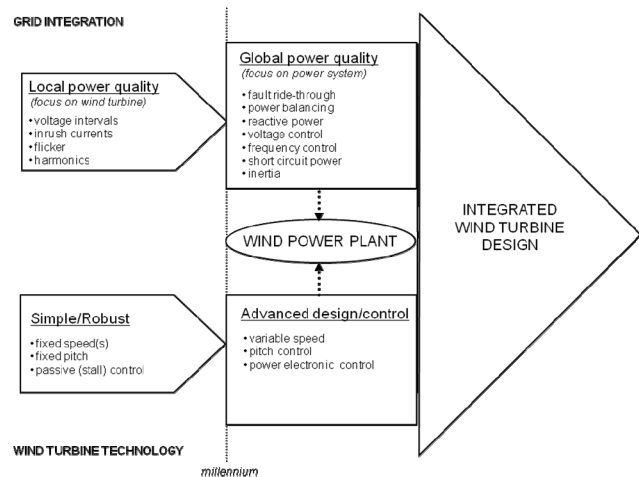 GRID INTEGRATION
Local power quality
(focus on wind turbine)
•voltage intervals
•inrush currents
•flicker
•harmonics
Global power quality
(focus on power system)
•fault ride-through
•power balancing
•reactive power
•voltage control
•frequency control
•short circuit power
•inertia
WIND POWER PLANT
INTEGRATED
WIND TURBINE
DESIGN
Simple/Robust
•fixed speed(s)
•fixed pitch
•passive (stall) control
Advanced design/control
•variable speed
•pitch control
•power electronic control
WIND TURBINE TECHNOLOGY
millennium